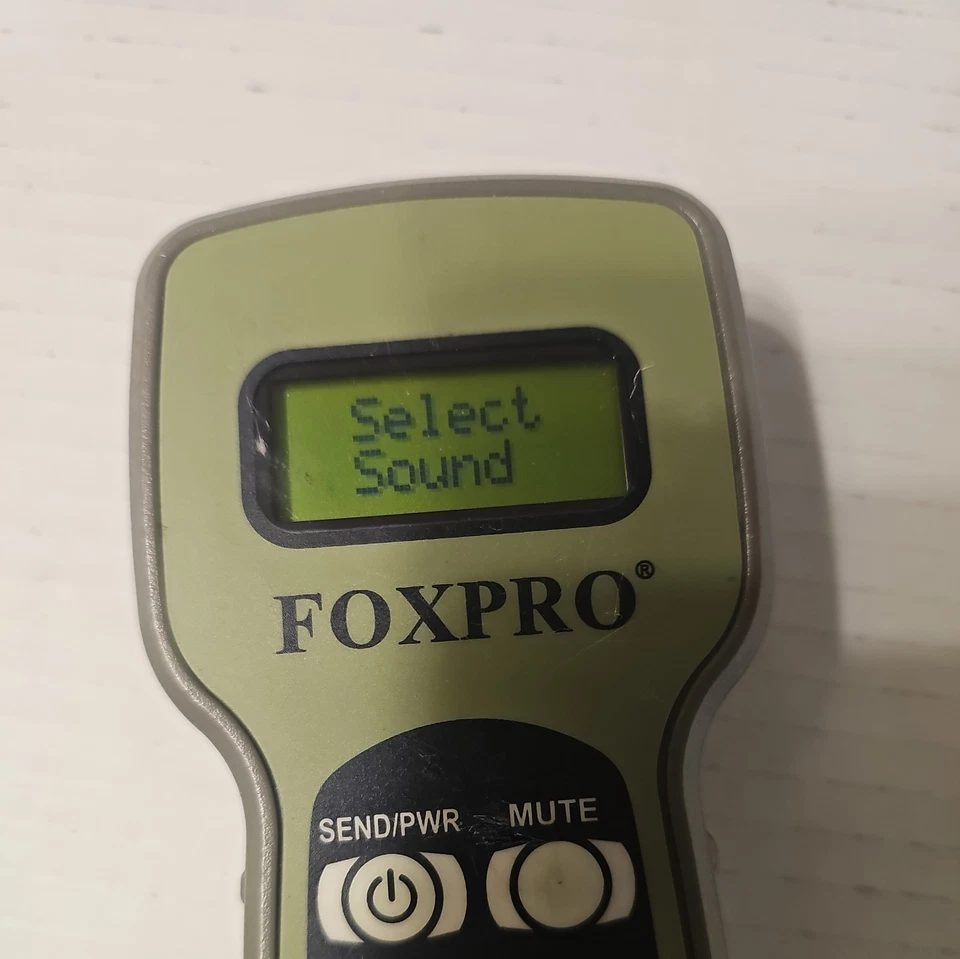 Select
Sound
FOXPRO®
SEND/PWR MUTE